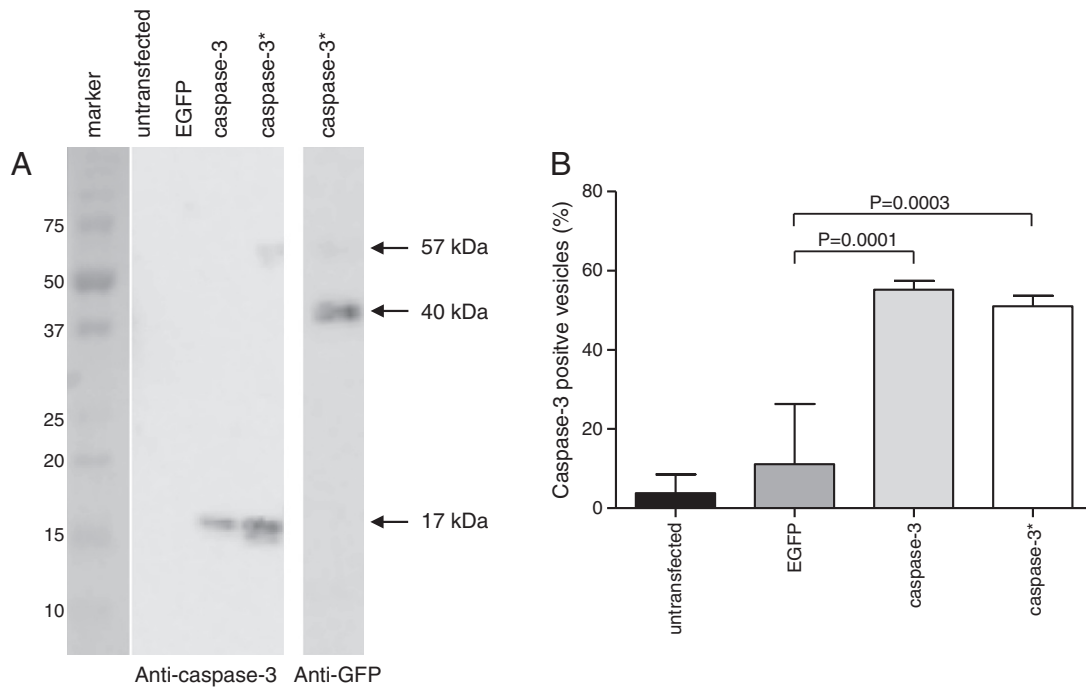 A
marker
untransfected
EGFP
caspase-3
caspase-3*
caspase-3*
75
50
37
25
20
15
10
57 kDa
40 kDa
17 kDa
Anti-caspase-3
Anti-GFP
B
Caspase-3 positve vesicles (%)
80
60
40
20
0
P=0.0003
P=0.0001
untransfected
EGFP
caspase-3
caspase-3*